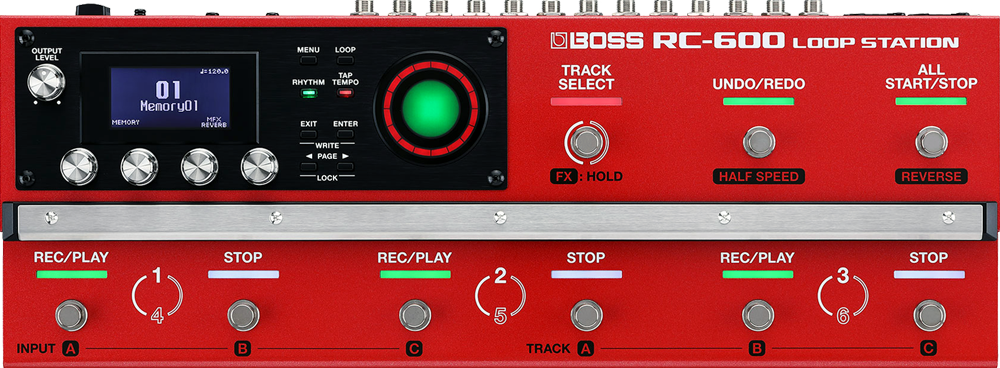 OUTPUT
LEVEL
♩=120.0
01
Memory01
MEMORY
MFX
REVERB
MENU
LOOP
RHYTHM
TAP
TEMPO
EXIT
ENTER
WRITE
◄ PAGE ►
LOCK
BOSS RC-600 LOOP STATION
TRACK
SELECT
UNDO/REDO
ALL
START/STOP
FX : HOLD
HALF SPEED
REVERSE
REC/PLAY
STOP
REC/PLAY
STOP
REC/PLAY
STOP
1
4
2
5
3
6
INPUT A
B
C
TRACK A
B
C